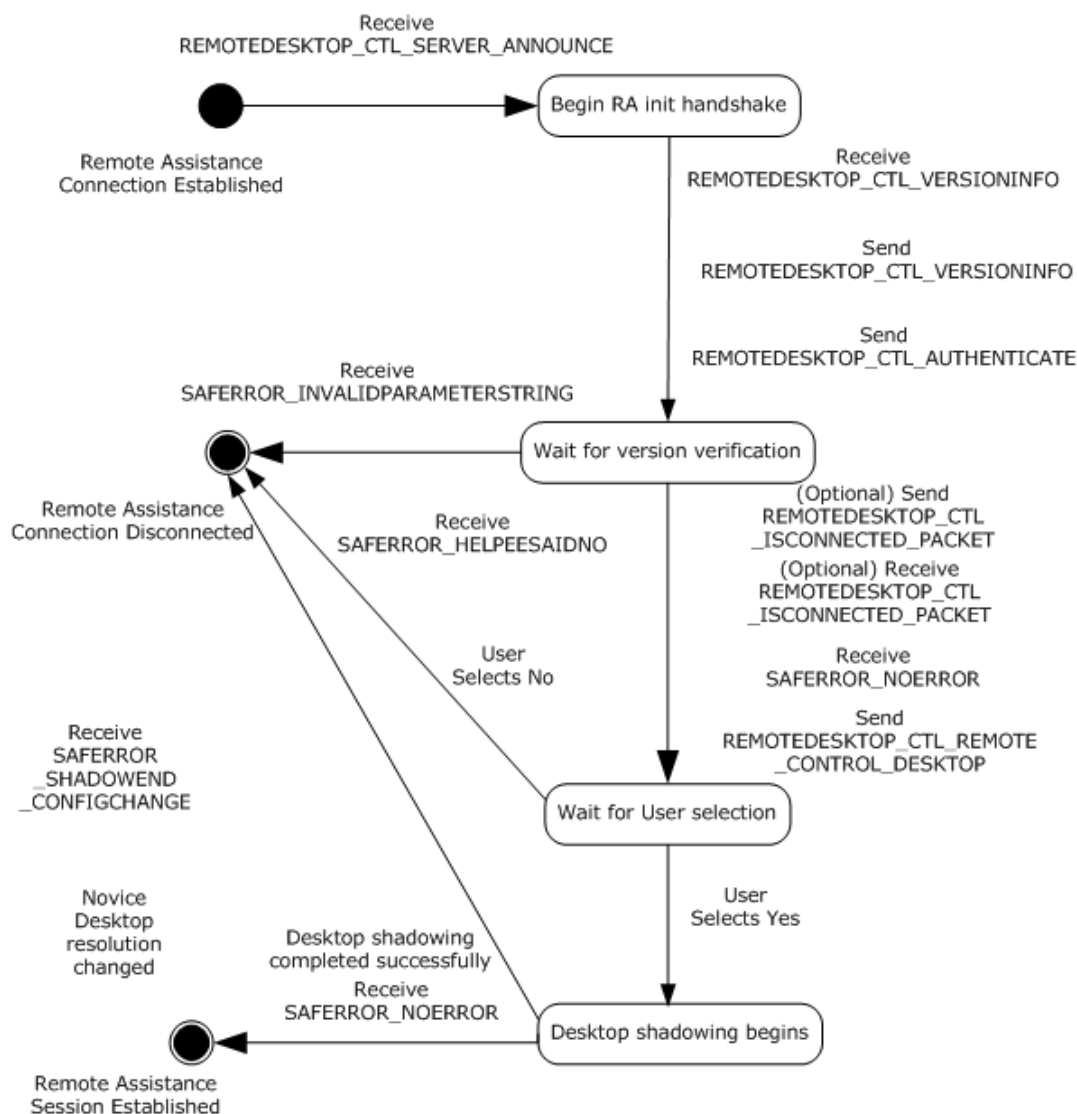 Receive
REMOTEDESKTOP_CTL_SERVER_ANNOUNCE
Begin RA init handshake
Remote Assistance
Connection Established
Receive
REMOTEDESKTOP_CTL_VERSIONINFO
Send
REMOTEDESKTOP_CTL_VERSIONINFO
Send
REMOTEDESKTOP_CTL_AUTHENTICATE
Receive
SAFERROR_INVALIDPARAMETERSTRING
Wait for version verification
Remote Assistance
Connection Disconnected
Receive
SAFERROR_HELPEESAIDNO
(Optional) Send
REMOTEDESKTOP_CTL
_ISCONNECTED_PACKET
(Optional) Receive
REMOTEDESKTOP_CTL
_ISCONNECTED_PACKET
User
Selects No
Receive
SAFERROR_NOERROR
Send
REMOTEDESKTOP_CTL_REMOTE
_CONTROL_DESKTOP
Receive
SAFERROR
_SHADOWEND
_CONFIGCHANGE
Wait for User selection
User
Selects Yes
Novice
Desktop
resolution
changed
Desktop shadowing
completed successfully
Receive
SAFERROR_NOERROR
Desktop shadowing begins
Remote Assistance
Session Established